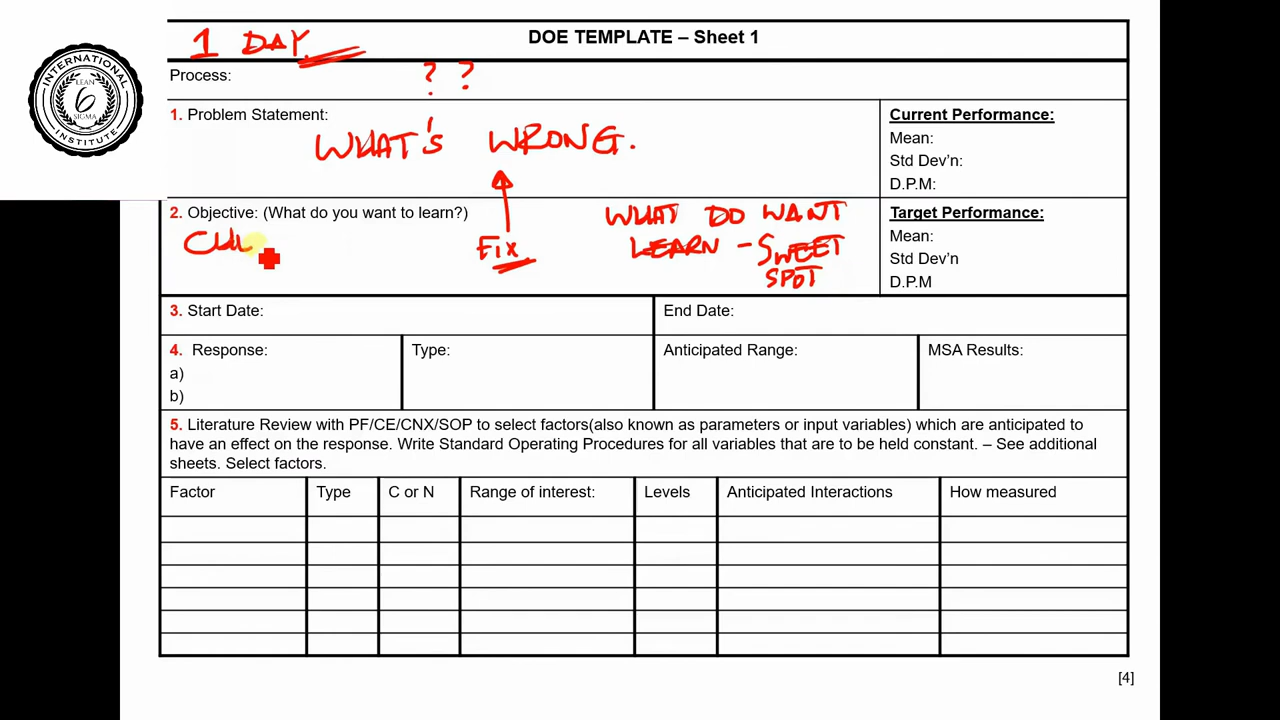 INTERNATIONAL
LEAN
6
SIGMA
INSTITUTE
1 DAY
DOE TEMPLATE – Sheet 1
Process:
? ?
1. Problem Statement:
WHAT'S WRONG.
Current Performance:
Mean:
Std Dev'n:
D.P.M:
2. Objective: (What do you want to learn?)
Fix
WHAT DO WANT
LEARN - SWEET
SPOT
Target Performance:
Mean:
Std Dev'n
D.P.M
3. Start Date:
End Date:
4. Response:
a)
b)
Type:
Anticipated Range:
MSA Results:
5. Literature Review with PF/CE/CNX/SOP to select factors(also known as parameters or input variables) which are anticipated to
have an effect on the response. Write Standard Operating Procedures for all variables that are to be held constant. – See additional
sheets. Select factors.
Factor Type C or N Range of interest: Levels Anticipated Interactions How measured
[4]